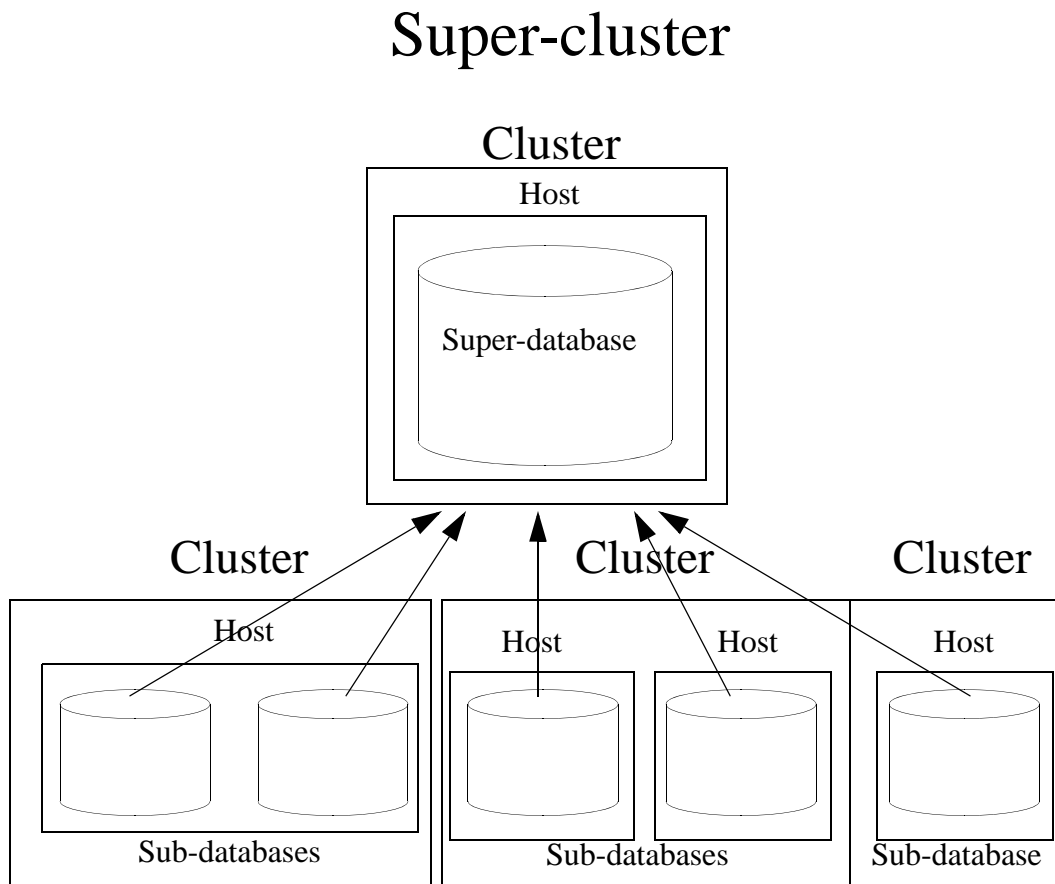 Super-cluster
Cluster
Host
Super-database
Cluster
Cluster
Cluster
Host
Host
Host
Host
Sub-databases
Sub-databases
Sub-database